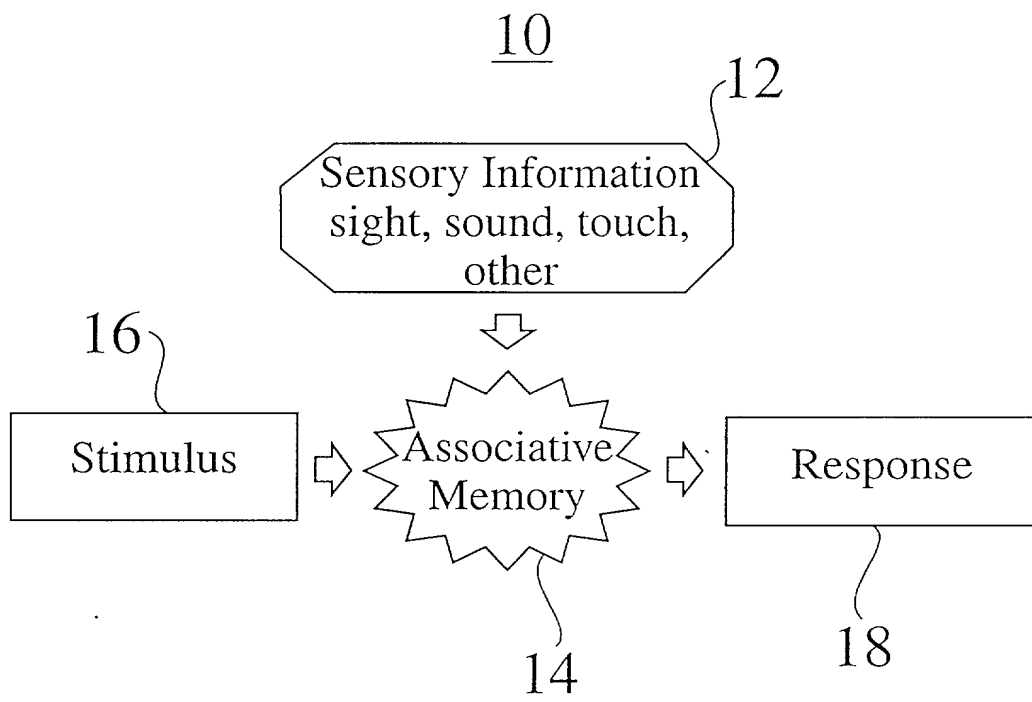 10
12
Sensory Information
sight, sound, touch,
other
16
Stimulus
Associative
Memory
Response
14
18